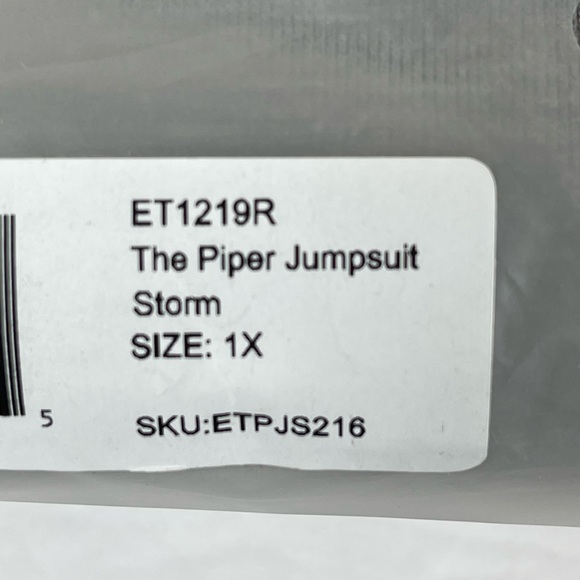 ET1219R
The Piper Jumpsuit
Storm
SIZE: 1X
5
SKU:ETPJS216